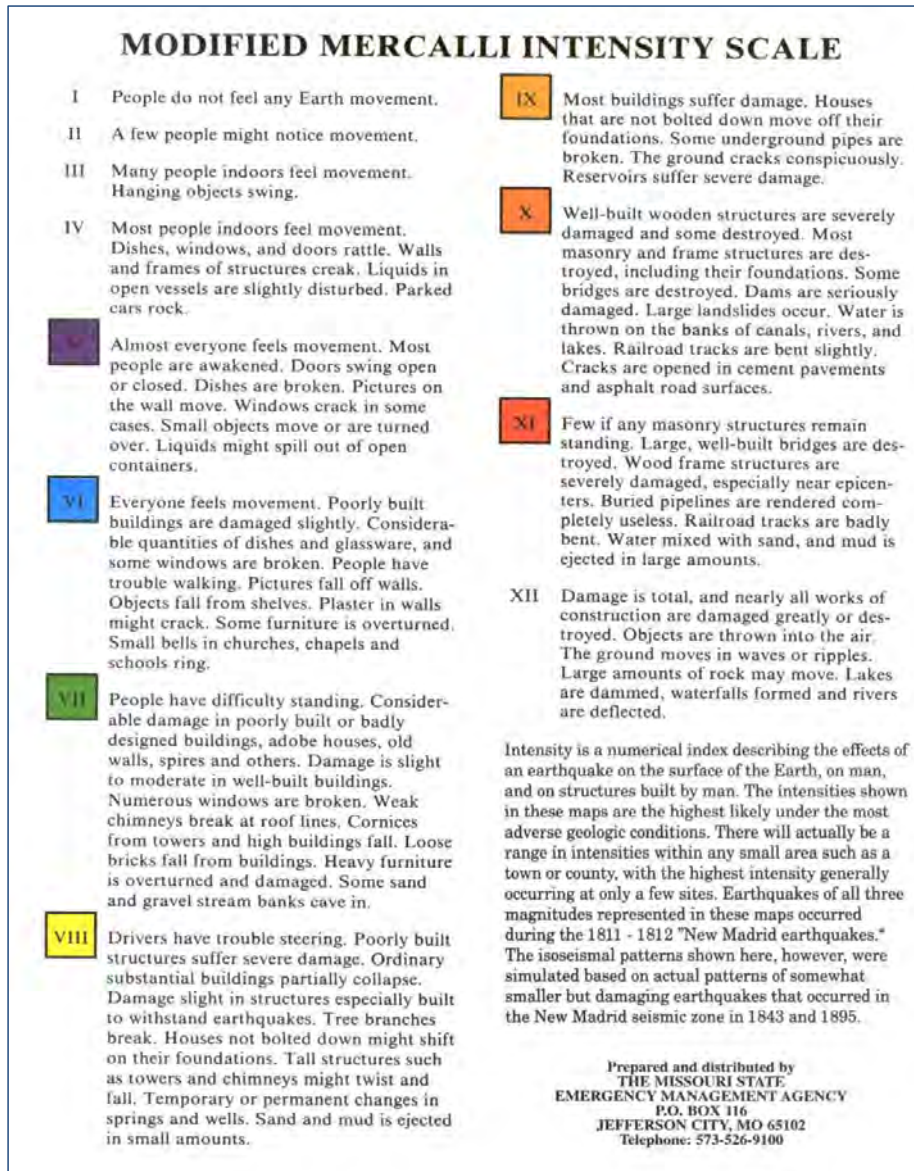 MODIFIED MERCALLI INTENSITY SCALE
I People do not feel any Earth movement.
II A few people might notice movement.
III Many people indoors feel movement.
Hanging objects swing.
IV Most people indoors feel movement.
Dishes, windows, and doors rattle. Walls
and frames of structures creak. Liquids in
open vessels are slightly disturbed. Parked
cars rock.
V Almost everyone feels movement. Most
people are awakened. Doors swing open
or closed. Dishes are broken. Pictures on
the wall move. Windows crack in some
cases. Small objects move or are turned
over. Liquids might spill out of open
containers.
VI Everyone feels movement. Poorly built
buildings are damaged slightly. Considera-
ble quantities of dishes and glassware, and
some windows are broken. People have
trouble walking. Pictures fall off walls.
Objects fall from shelves. Plaster in walls
might crack. Some furniture is overturned.
Small bells in churches, chapels and
schools ring.
VII People have difficulty standing. Consider-
able damage in poorly built or badly
designed buildings, adobe houses, old
walls, spires and others. Damage is slight
to moderate in well-built buildings.
Numerous windows are broken. Weak
chimneys break at roof lines. Cornices
from towers and high buildings fall. Loose
bricks fall from buildings. Heavy furniture
is overturned and damaged. Some sand
and gravel stream banks cave in.
VIII Drivers have trouble steering. Poorly built
structures suffer severe damage. Ordinary
substantial buildings partially collapse.
Damage slight in structures especially built
to withstand earthquakes. Tree branches
break. Houses not bolted down might shift
on their foundations. Tall structures such
as towers and chimneys might twist and
fall. Temporary or permanent changes in
springs and wells. Sand and mud is ejected
in small amounts.
IX Most buildings suffer damage. Houses
that are not bolted down move off their
foundations. Some underground pipes are
broken. The ground cracks conspicuously.
Reservoirs suffer severe damage.
X Well-built wooden structures are severely
damaged and some destroyed. Most
masonry and frame structures are des-
troyed, including their foundations. Some
bridges are destroyed. Dams are seriously
damaged. Large landslides occur. Water is
thrown on the banks of canals, rivers, and
lakes. Railroad tracks are bent slightly.
Cracks are opened in cement pavements
and asphalt road surfaces.
XI Few if any masonry structures remain
standing. Large, well-built bridges are des-
troyed. Wood frame structures are
severely damaged, especially near epicen-
ters. Buried pipelines are rendered com-
pletely useless. Railroad tracks are badly
bent. Water mixed with sand, and mud is
ejected in large amounts.
XII Damage is total, and nearly all works of
construction are damaged greatly or des-
troyed. Objects are thrown into the air.
The ground moves in waves or ripples.
Large amounts of rock may move. Lakes
are dammed, waterfalls formed and rivers
are deflected.
Intensity is a numerical index describing the effects of
an earthquake on the surface of the Earth, on man,
and on structures built by man. The intensities shown
in these maps are the highest likely under the most
adverse geologic conditions. There will actually be a
range in intensities within any small area such as a
town or county, with the highest intensity generally
occurring at only a few sites. Earthquakes of all three
magnitudes represented in these maps occurred
during the 1811 - 1812 "New Madrid earthquakes."
The isoseismal patterns shown here, however, were
simulated based on actual patterns of somewhat
smaller but damaging earthquakes that occurred in
the New Madrid seismic zone in 1843 and 1895.
Prepared and distributed by
THE MISSOURI STATE
EMERGENCY MANAGEMENT AGENCY
P.O. BOX 116
JEFFERSON CITY, MO 65102
Telephone: 573-526-9100